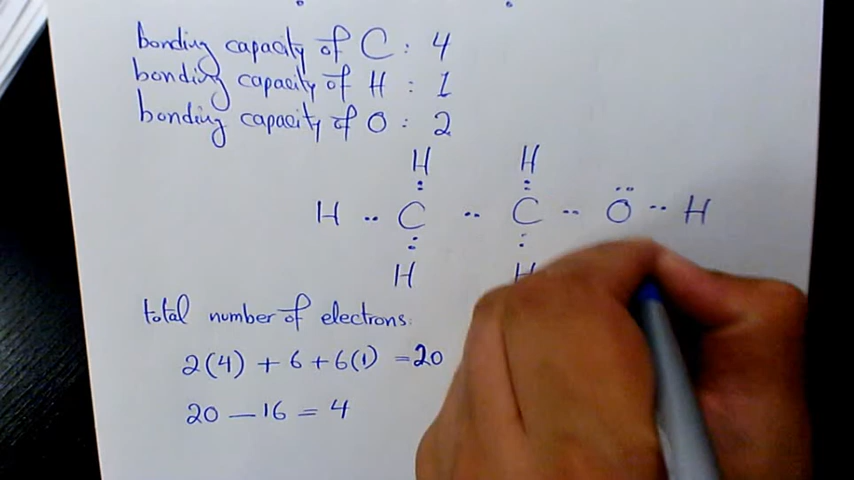 bonding capacity of C: 4
bonding capacity of H: 1
bonding capacity of O: 2
H H
H .. C .. C .. O .. H
H H
total number of electrons:
2(4) + 6 + 6(1) = 20
20 — 16 = 4